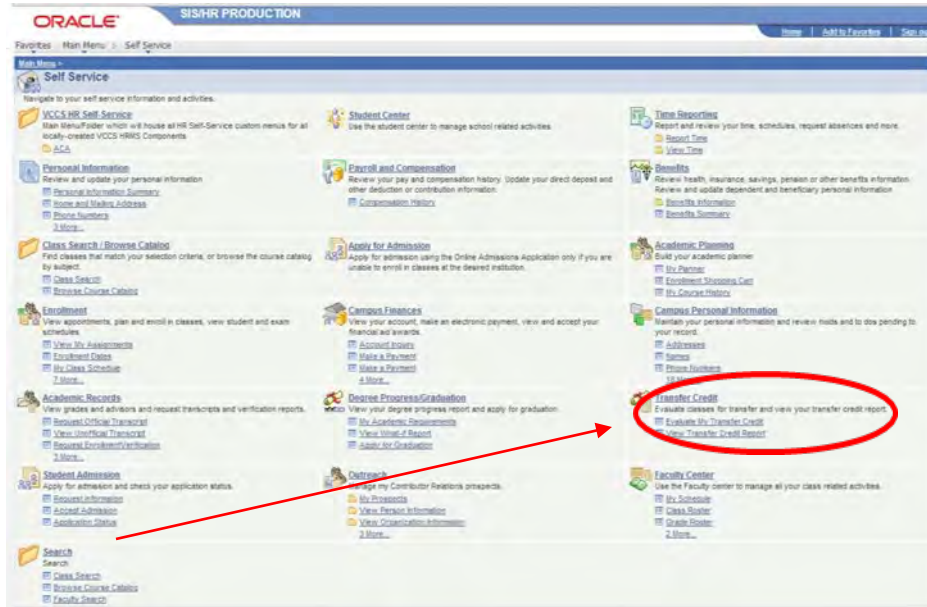 ORACLE
SIS/HR PRODUCTION
Home | Add to Favorites | Sign
Favorites Main Menu > Self Service
Main Menu >
Self Service
Navigate to your self service information and activities.
VCCS HR Self-Service
Main Menu/Folder which will house all HR Self-Service custom menus for all
locally-created VCCS HRMS Components
ACA
Student Center
Use the student center to manage school related activities.
Time Reporting
Report and review your time, schedules, request absences and more.
Report Time
View Time
Personal Information
Review and update your personal information
Personal Information Summary
Home and Mailing Address
Phone Numbers
3 More...
Payroll and Compensation
Review your pay and compensation history. Update your direct deposit and
other deduction or contribution information.
Compensation History
Benefits
Review health, insurance, savings, pension or other benefits information.
Review and update dependent and beneficiary personal information.
Benefits Information
Benefits Summary
Class Search / Browse Catalog
Find classes that match your selection criteria, or browse the course catalog
by subject.
Class Search
Browse Course Catalog
Apply for Admission
Apply for admission using the Online Admissions Application only if you are
unable to enroll in classes at the desired institution.
Academic Planning
Build your academic planner
My Planner
Enrollment Shopping Cart
My Course History
Enrollment
View appointments, plan and enroll in classes, view student and exam
schedules.
View My Assignments
Enrollment Dates
My Class Schedule
7 More...
Campus Finances
View your account, make an electronic payment, view and accept your
financial aid awards.
Account Inquiry
Make a Payment
Make a Payment
4 More...
Campus Personal Information
Maintain your personal information and review holds and to dos pending to
your record.
Addresses
Names
Phone Numbers
10 More...
Academic Records
View grades and advisors and request transcripts and verification reports.
Request Official Transcript
View Unofficial Transcript
Request Enrollment Verification
3 More...
Degree Progress/Graduation
View your degree progress report and apply for graduation.
My Academic Requirements
View What-if Report
Apply for Graduation
Transfer Credit
Evaluate classes for transfer and view your transfer credit report.
Evaluate My Transfer Credit
View Transfer Credit Report
Student Admission
Apply for admission and check your application status.
Request Information
Accept Admission
Application Status
Outreach
Manage my Contributor Relations prospects.
My Prospects
View Person Information
View Organization Information
3 More...
Faculty Center
Use the Faculty center to manage all your class related activities.
My Schedule
Class Roster
Grade Roster
2 More...
Search
Search
Class Search
Browse Course Catalog
Faculty Search